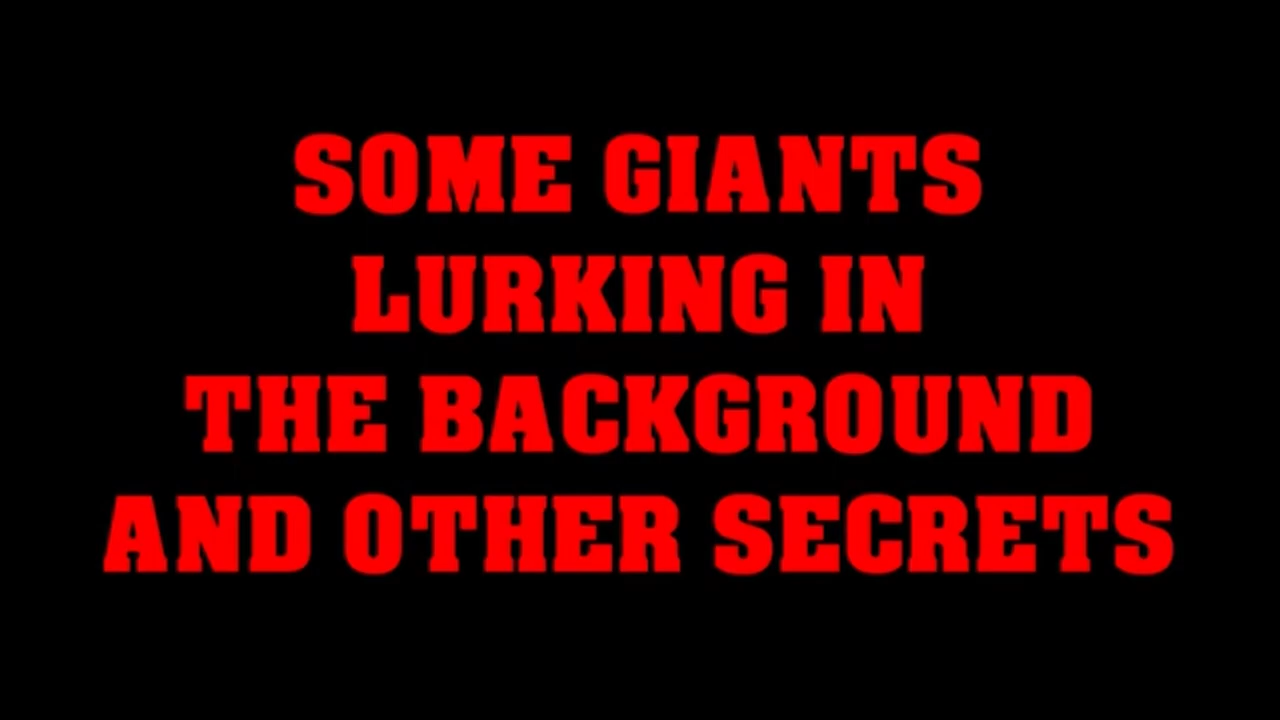 SOME GIANTS
LURKING IN
THE BACKGROUND
AND OTHER SECRETS